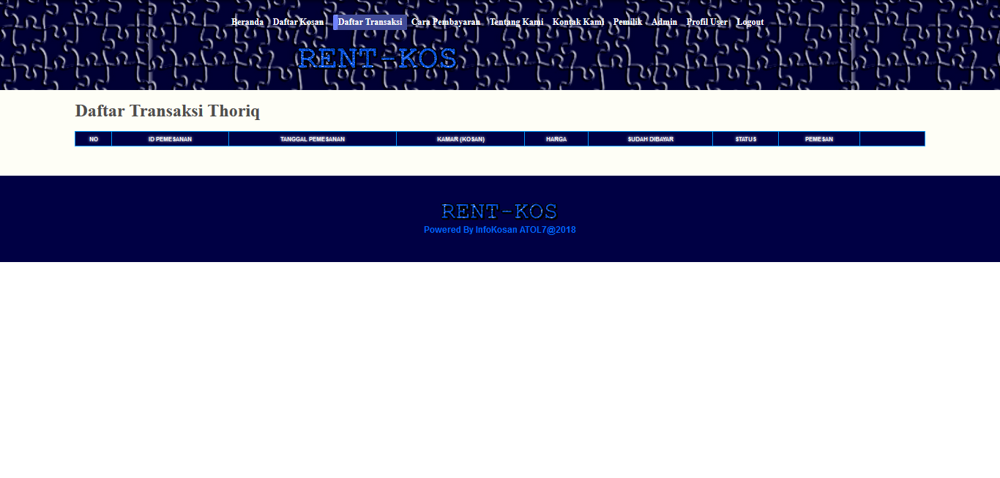 Beranda Daftar Kosan Daftar Transaksi Cara Pembayaran Tentang Kami Kontak Kami Pemilik Admin Profil User Logout
RENT-KOS
Daftar Transaksi Thoriq
NO ID PEMESANAN TANGGAL PEMESANAN KAMAR (KOSAN) HARGA SUDAH DIBAYAR STATUS PEMESAN
RENT-KOS
Powered By InfoKosan ATOL7@2018